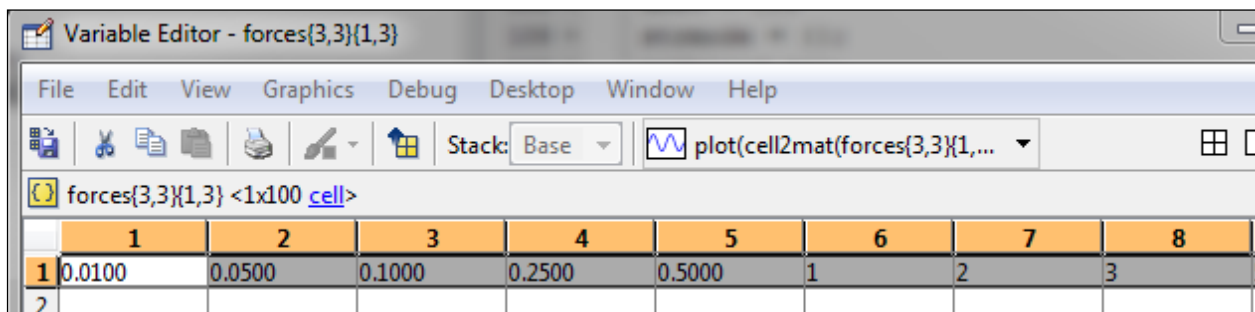 Variable Editor - forces{3,3}{1,3}
File Edit View Graphics Debug Desktop Window Help
Stack: Base plot(cell2mat(forces{3,3}{1,...
forces{3,3}{1,3} <1x100 cell>
1 2 3 4 5 6 7 8
1 0.0100 0.0500 0.1000 0.2500 0.5000 1 2 3
2